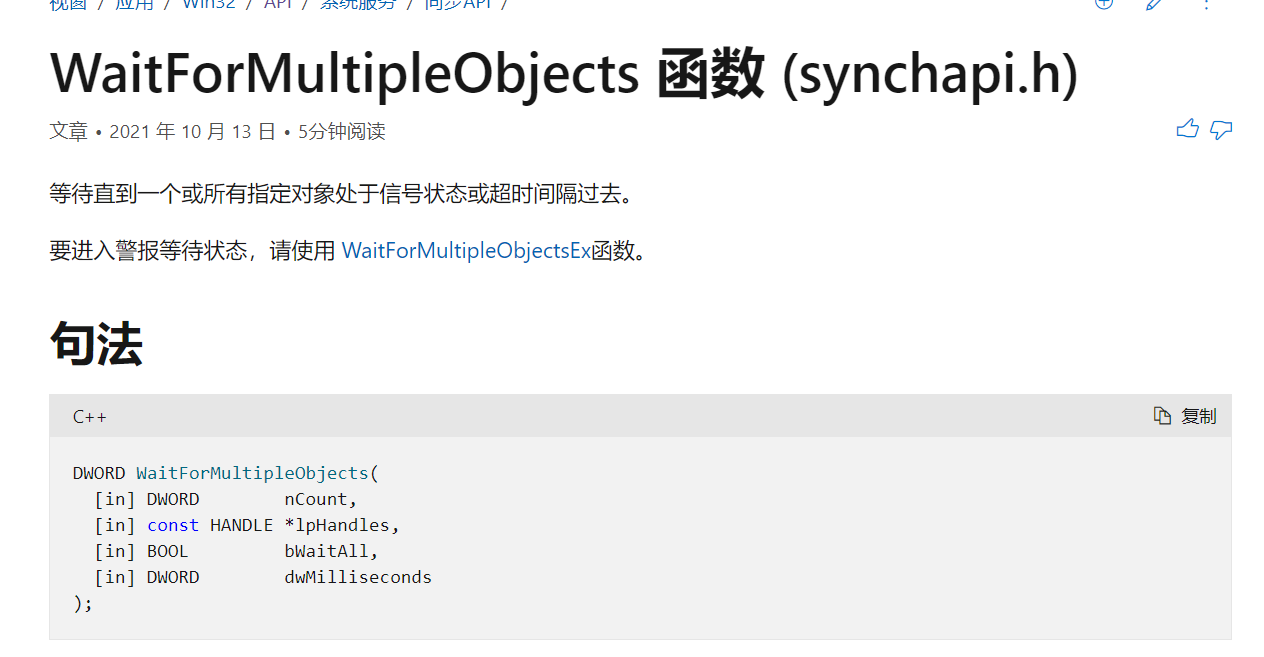 视图 / 应用 / Win32 / API / 系统服务 / 同步API /
WaitForMultipleObjects 函数 (synchapi.h)
文章 • 2021 年 10 月 13 日 • 5分钟阅读
等待直到一个或所有指定对象处于信号状态或超时间隔过去。
要进入警报等待状态，请使用 WaitForMultipleObjectsEx函数。
句法
C++
复制
DWORD WaitForMultipleObjects(
  [in] DWORD        nCount,
  [in] const HANDLE *lpHandles,
  [in] BOOL         bWaitAll,
  [in] DWORD        dwMilliseconds
);